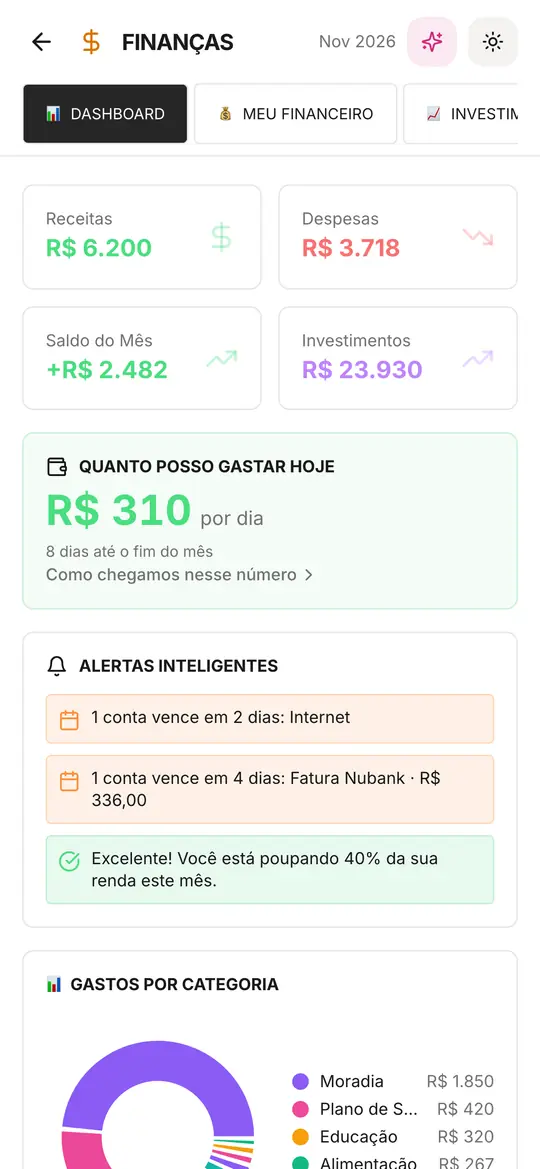 FINANÇAS
Nov 2026
DASHBOARD
MEU FINANCEIRO
INVESTIM
Receitas
R$ 6.200
Despesas
R$ 3.718
Saldo do Mês
+R$ 2.482
Investimentos
R$ 23.930
QUANTO POSSO GASTAR HOJE
R$ 310 por dia
8 dias até o fim do mês
Como chegamos nesse número
ALERTAS INTELIGENTES
1 conta vence em 2 dias: Internet
1 conta vence em 4 dias: Fatura Nubank · R$
336,00
Excelente! Você está poupando 40% da sua
renda este mês.
GASTOS POR CATEGORIA
Moradia R$ 1.850
Plano de S... R$ 420
Educação R$ 320
Alimentação R$ 267